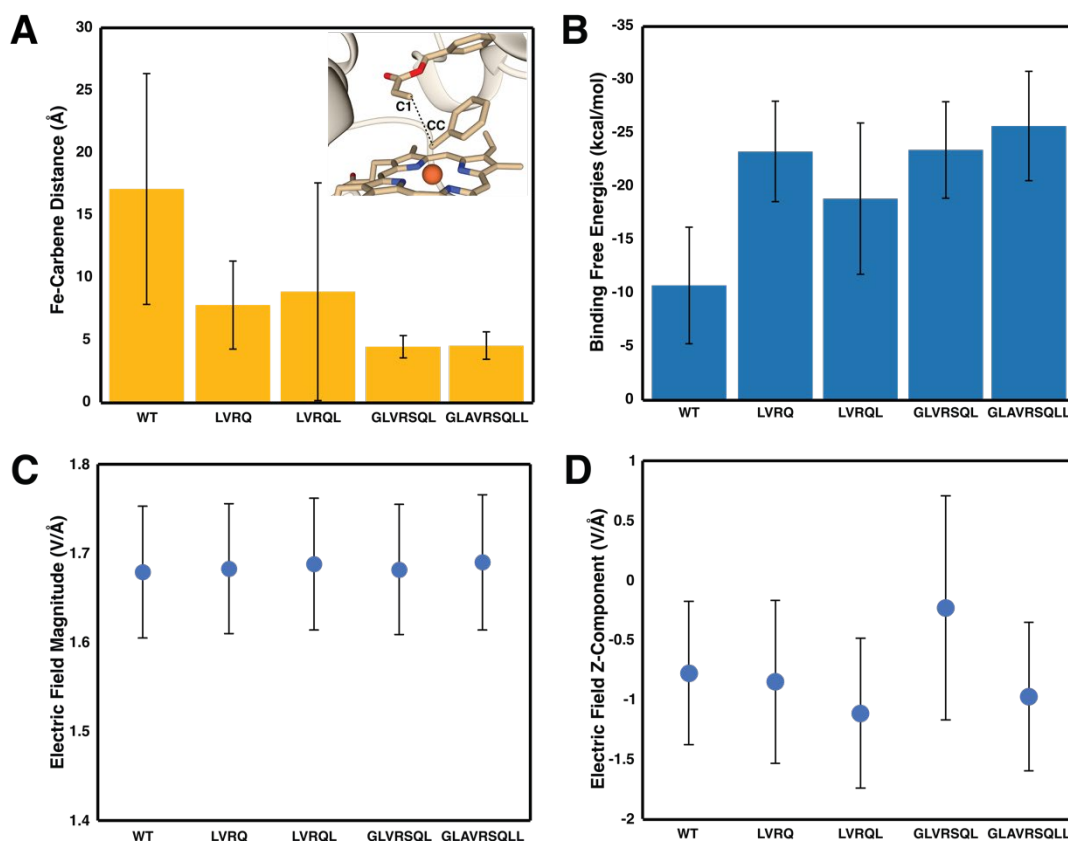 A
Fe-Carbene Distance (Å)
30
25
20
15
10
5
0
C1
CC
WT LVRQ LVRQL GLVRSQL GLAVRSQLL
B
Binding Free Energies (kcal/mol)
-35
-30
-25
-20
-15
-10
-5
0
WT LVRQ LVRQL GLVRSQL GLAVRSQLL
C
Electric Field Magnitude (V/Å)
1.8
1.7
1.6
1.5
1.4
WT LVRQ LVRQL GLVRSQL GLAVRSQLL
D
Electric Field Z-Component (V/Å)
1
0.5
0
-0.5
-1
-1.5
-2
WT LVRQ LVRQL GLVRSQL GLAVRSQLL